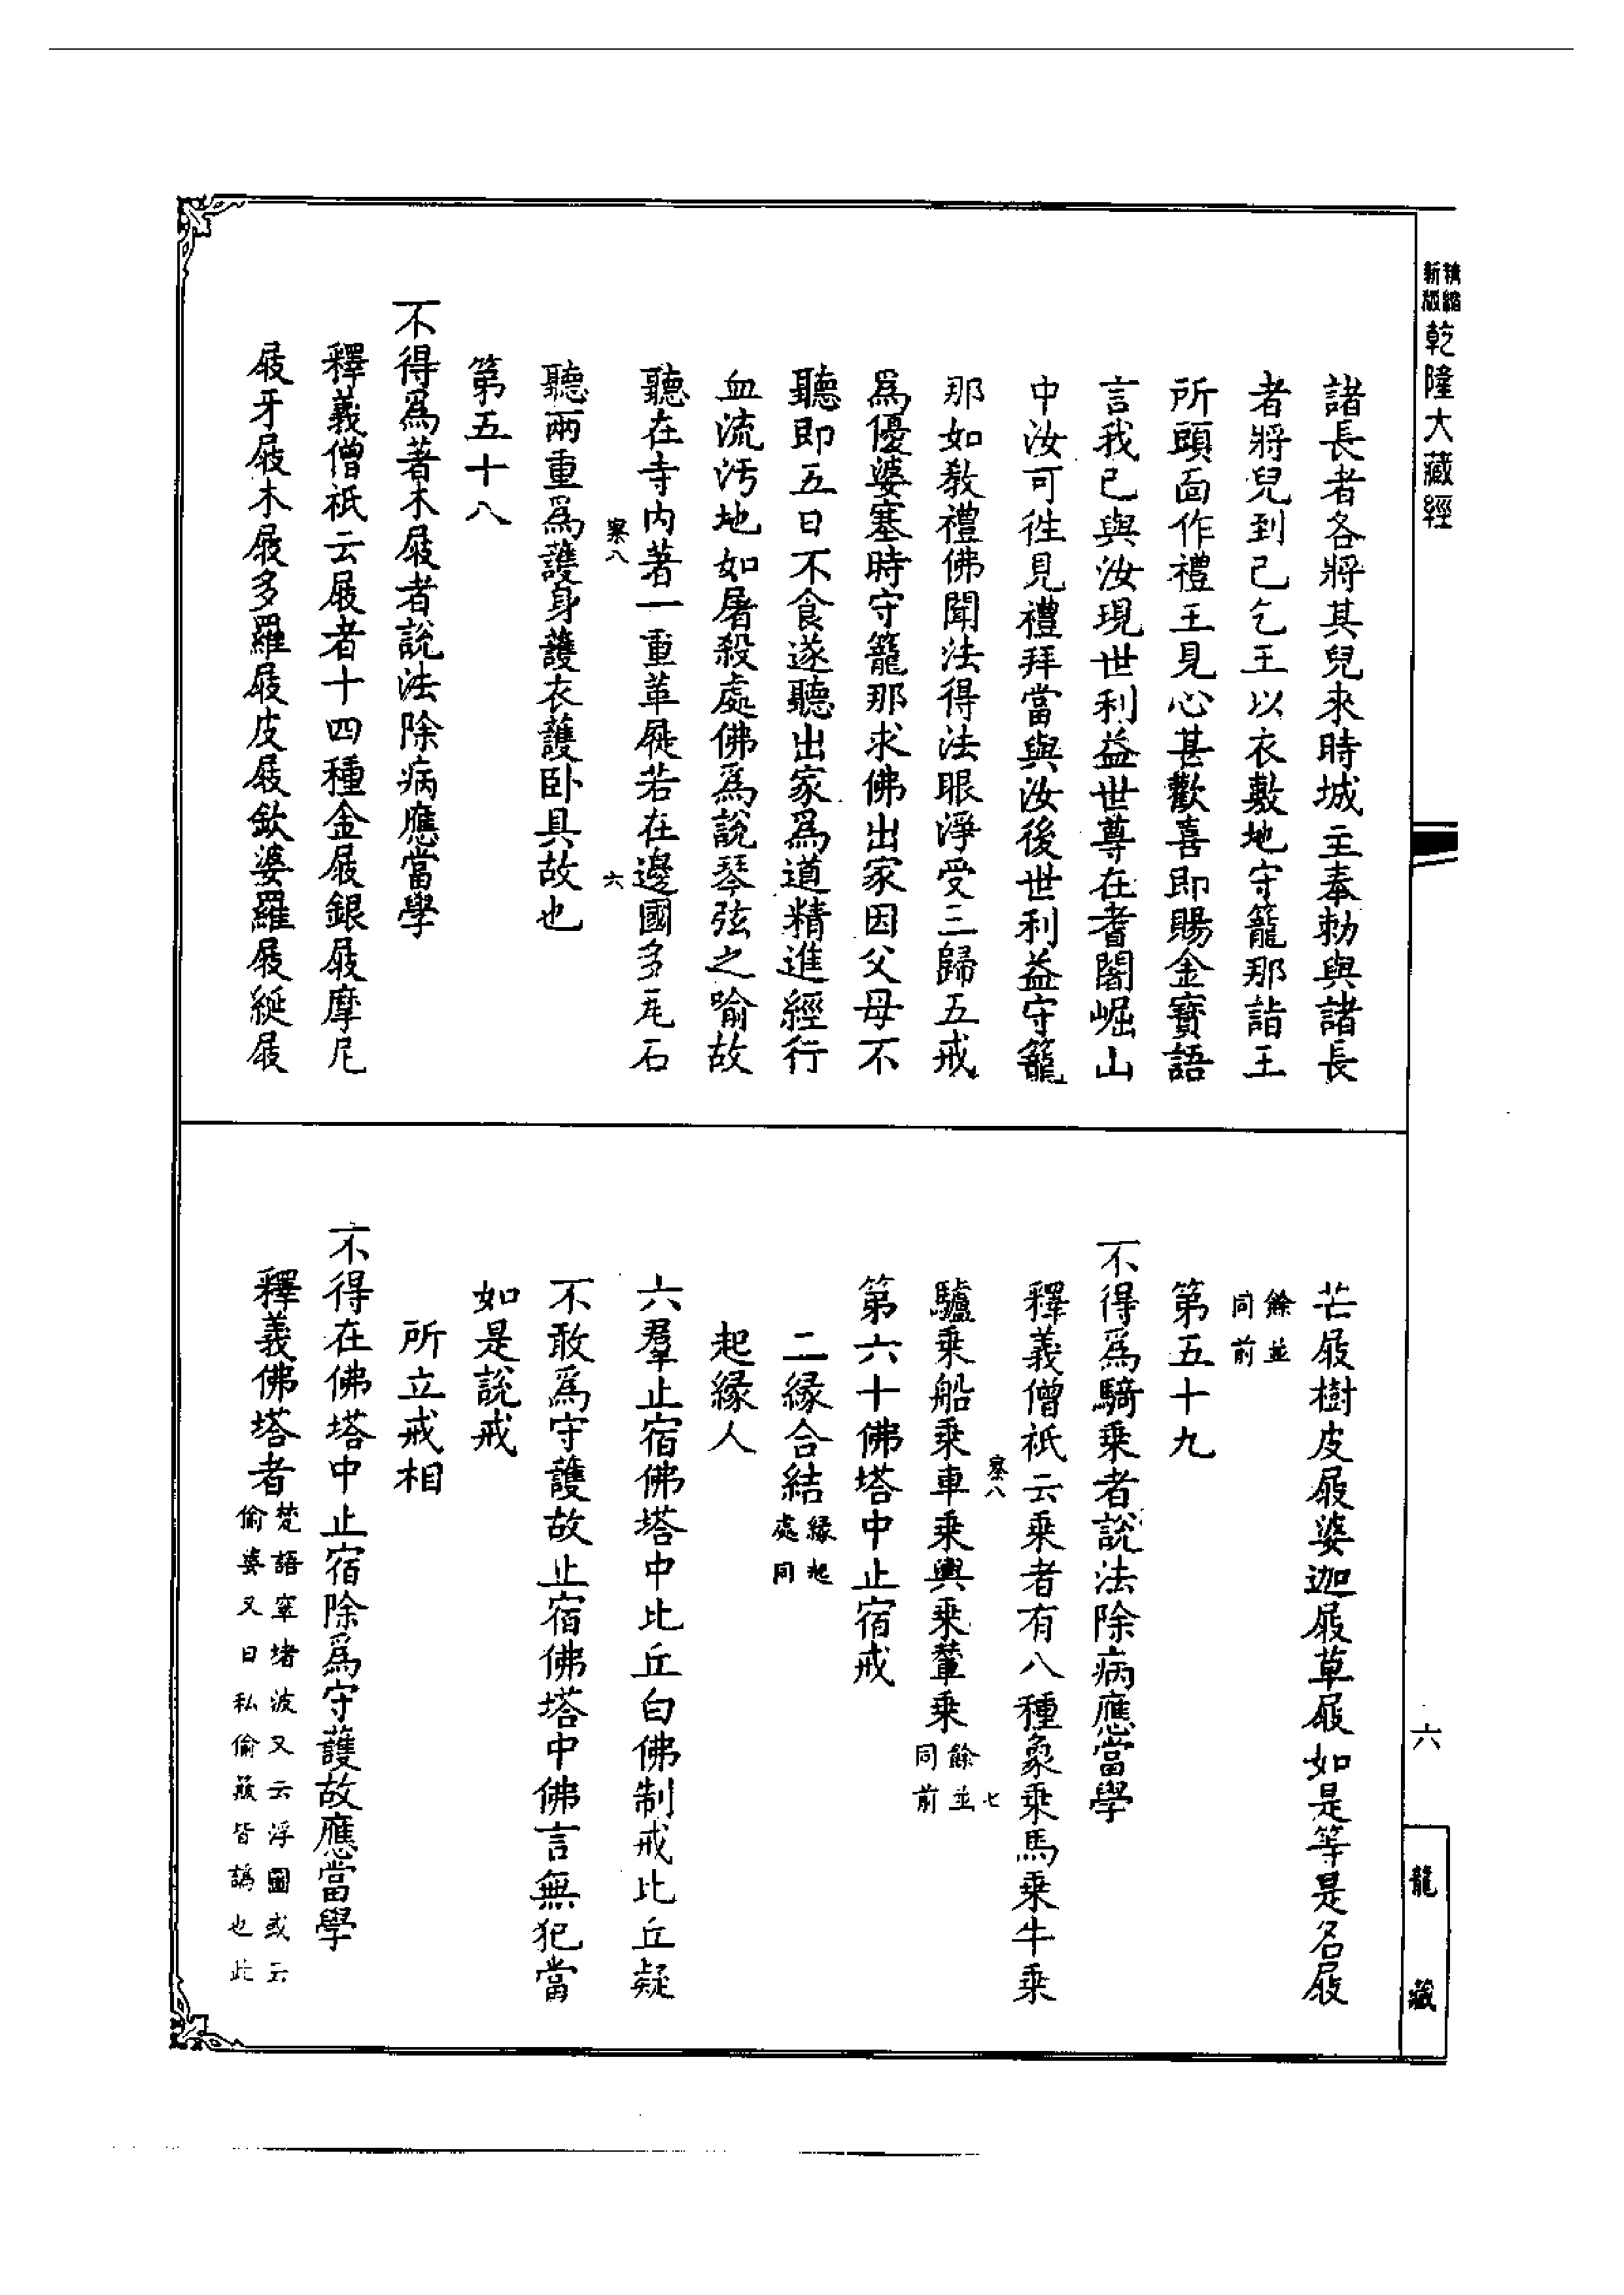 新版精縮乾隆大藏經
諸長者各將其兒來時城主奉勅與諸長
者將兒到已乞王以衣敷地守籠那詣王
所頭面作禮王見心甚歡喜即賜金寶語
言我已與汝現世利益世尊在耆闍崛山
中汝可徃見禮拜當與汝後世利益守籠
那如教禮佛聞法得法眼淨受三歸五戒
爲優婆塞時守籠那求佛出家因父母不
聽即五日不食遂聽出家爲道精進經行
血流汚地如屠殺處佛爲說琴弦之喻故
聽在寺内著一重革屣若在邊國多瓦石
寮八 六
聽兩重爲護身護衣護卧具故也
第五十八
不得爲著木屐者說法除病應當學
釋義僧祇云屐者十四種金屐銀屐摩尼
屐牙屐木屐多羅屐皮屐欽婆羅屐綖屐
芒屐樹皮屐婆迦屐草屐如是等是名屐
餘並
同前
第五十九
不得爲騎乗者說法除病應當學
釋義僧祇云乗者有八種象乗馬乗牛乗
寮八 七
驢乗船乗車乗輿乗輦乗餘並
同前
第六十佛塔中止宿戒
二緣合結緣起
處同
起緣人
六羣止宿佛塔中比丘白佛制戒比丘疑
不敢爲守護故止宿佛塔中佛言無犯當
如是說戒
所立戒相
不得在佛塔中止宿除爲守護故應當學
釋義佛塔者梵語窣堵波又云浮圖或云
偷婆又曰私偷簸皆譌也此
六
龍藏